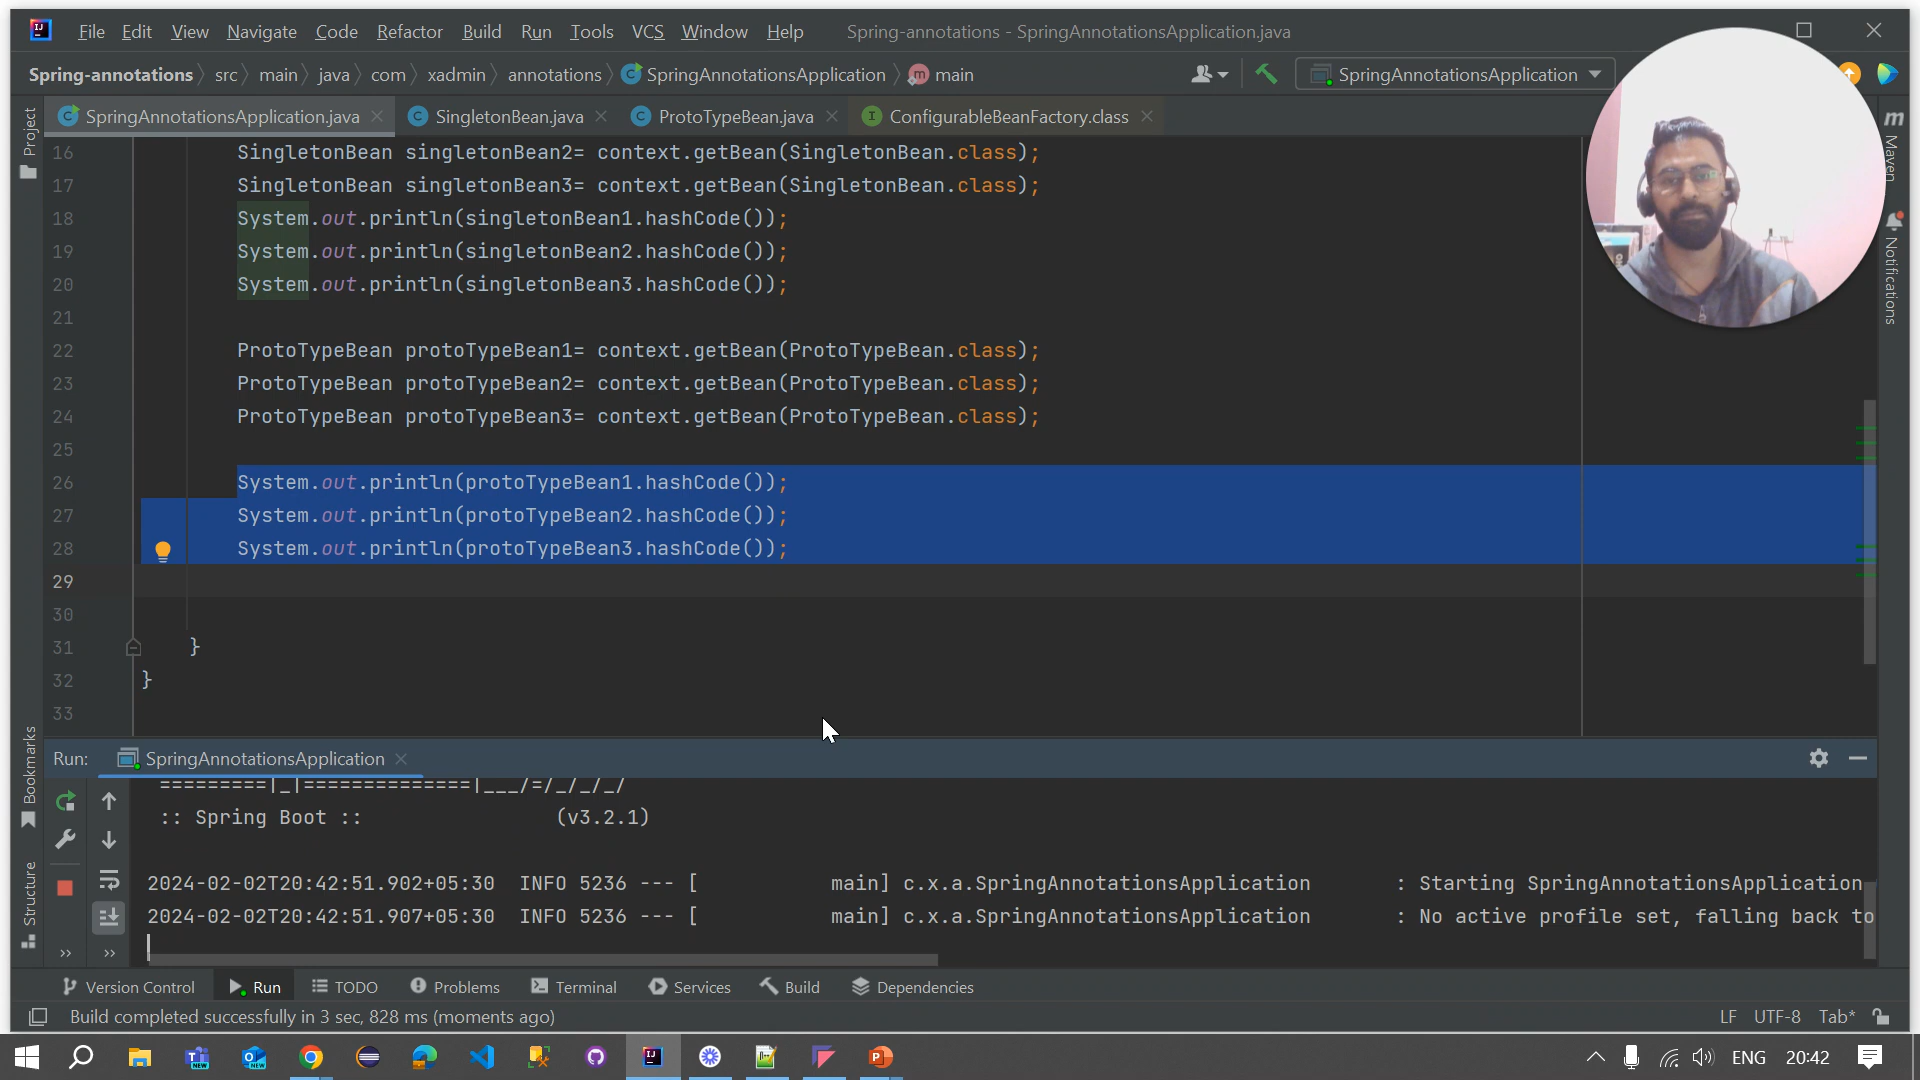 File Edit View Navigate Code Refactor Build Run Tools VCS Window Help Spring-annotations - SpringAnnotationsApplication.java
Spring-annotations src main java com xadmin annotations SpringAnnotationsApplication main SpringAnnotationsApplication
SpringAnnotationsApplication.java SingletonBean.java ProtoTypeBean.java ConfigurableBeanFactory.class
Project
Maven
Notifications
16 SingletonBean singletonBean2= context.getBean(SingletonBean.class);
17 SingletonBean singletonBean3= context.getBean(SingletonBean.class);
18 System.out.println(singletonBean1.hashCode());
19 System.out.println(singletonBean2.hashCode());
20 System.out.println(singletonBean3.hashCode());
21
22 ProtoTypeBean protoTypeBean1= context.getBean(ProtoTypeBean.class);
23 ProtoTypeBean protoTypeBean2= context.getBean(ProtoTypeBean.class);
24 ProtoTypeBean protoTypeBean3= context.getBean(ProtoTypeBean.class);
25
26 System.out.println(protoTypeBean1.hashCode());
27 System.out.println(protoTypeBean2.hashCode());
28 System.out.println(protoTypeBean3.hashCode());
29
30
31 }
32 }
33
Bookmarks
Structure
Run: SpringAnnotationsApplication
=========|_|==============|___/=/_/_/_/
:: Spring Boot :: (v3.2.1)
2024-02-02T20:42:51.902+05:30 INFO 5236 --- [ main] c.x.a.SpringAnnotationsApplication : Starting SpringAnnotationsApplication
2024-02-02T20:42:51.907+05:30 INFO 5236 --- [ main] c.x.a.SpringAnnotationsApplication : No active profile set, falling back to
Version Control Run TODO Problems Terminal Services Build Dependencies
Build completed successfully in 3 sec, 828 ms (moments ago) LF UTF-8 Tab*
ENG 20:42